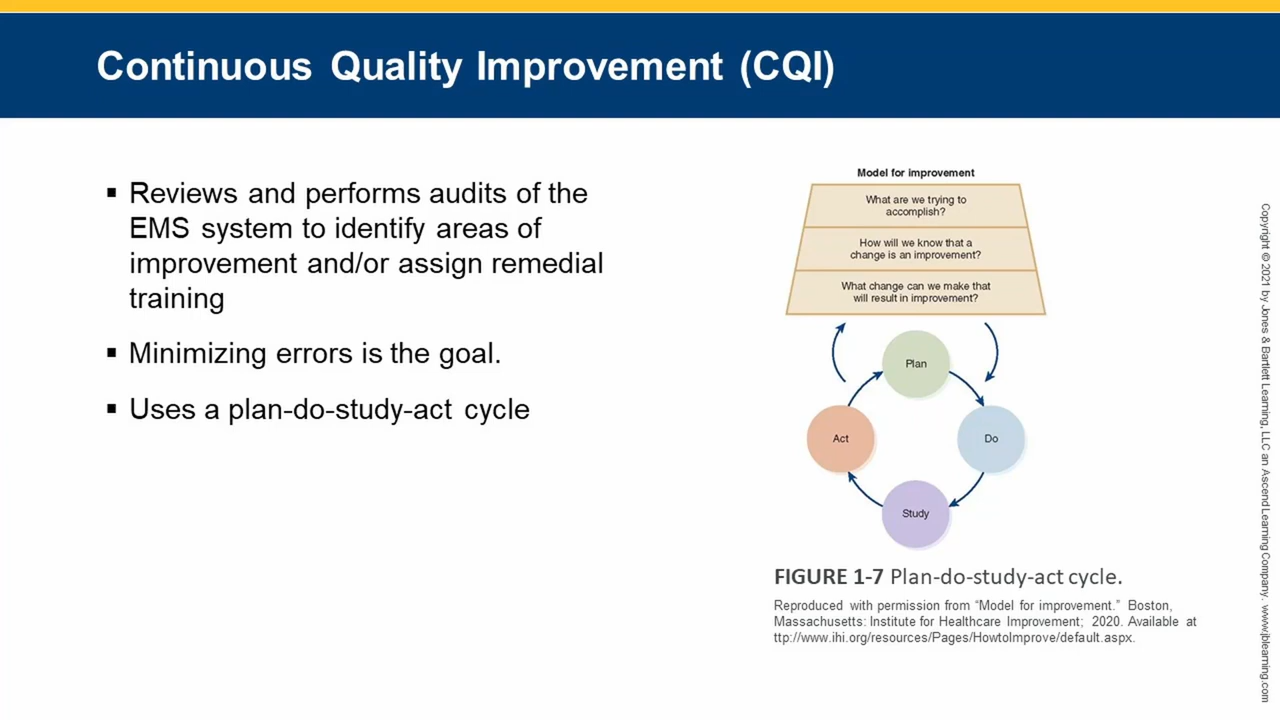 Continuous Quality Improvement (CQI)
▪ Reviews and performs audits of the
EMS system to identify areas of
improvement and/or assign remedial
training
▪ Minimizing errors is the goal.
▪ Uses a plan-do-study-act cycle
Model for improvement
What are we trying to
accomplish?
How will we know that a
change is an improvement?
What change can we make that
will result in improvement?
Plan
Do
Study
Act
FIGURE 1-7 Plan-do-study-act cycle.
Reproduced with permission from “Model for improvement.” Boston,
Massachusetts: Institute for Healthcare Improvement; 2020. Available at
ttp://www.ihi.org/resources/Pages/HowtoImprove/default.aspx.
Copyright © 2021 by Jones & Bartlett Learning, LLC an Ascend Learning Company. www.jblearning.com